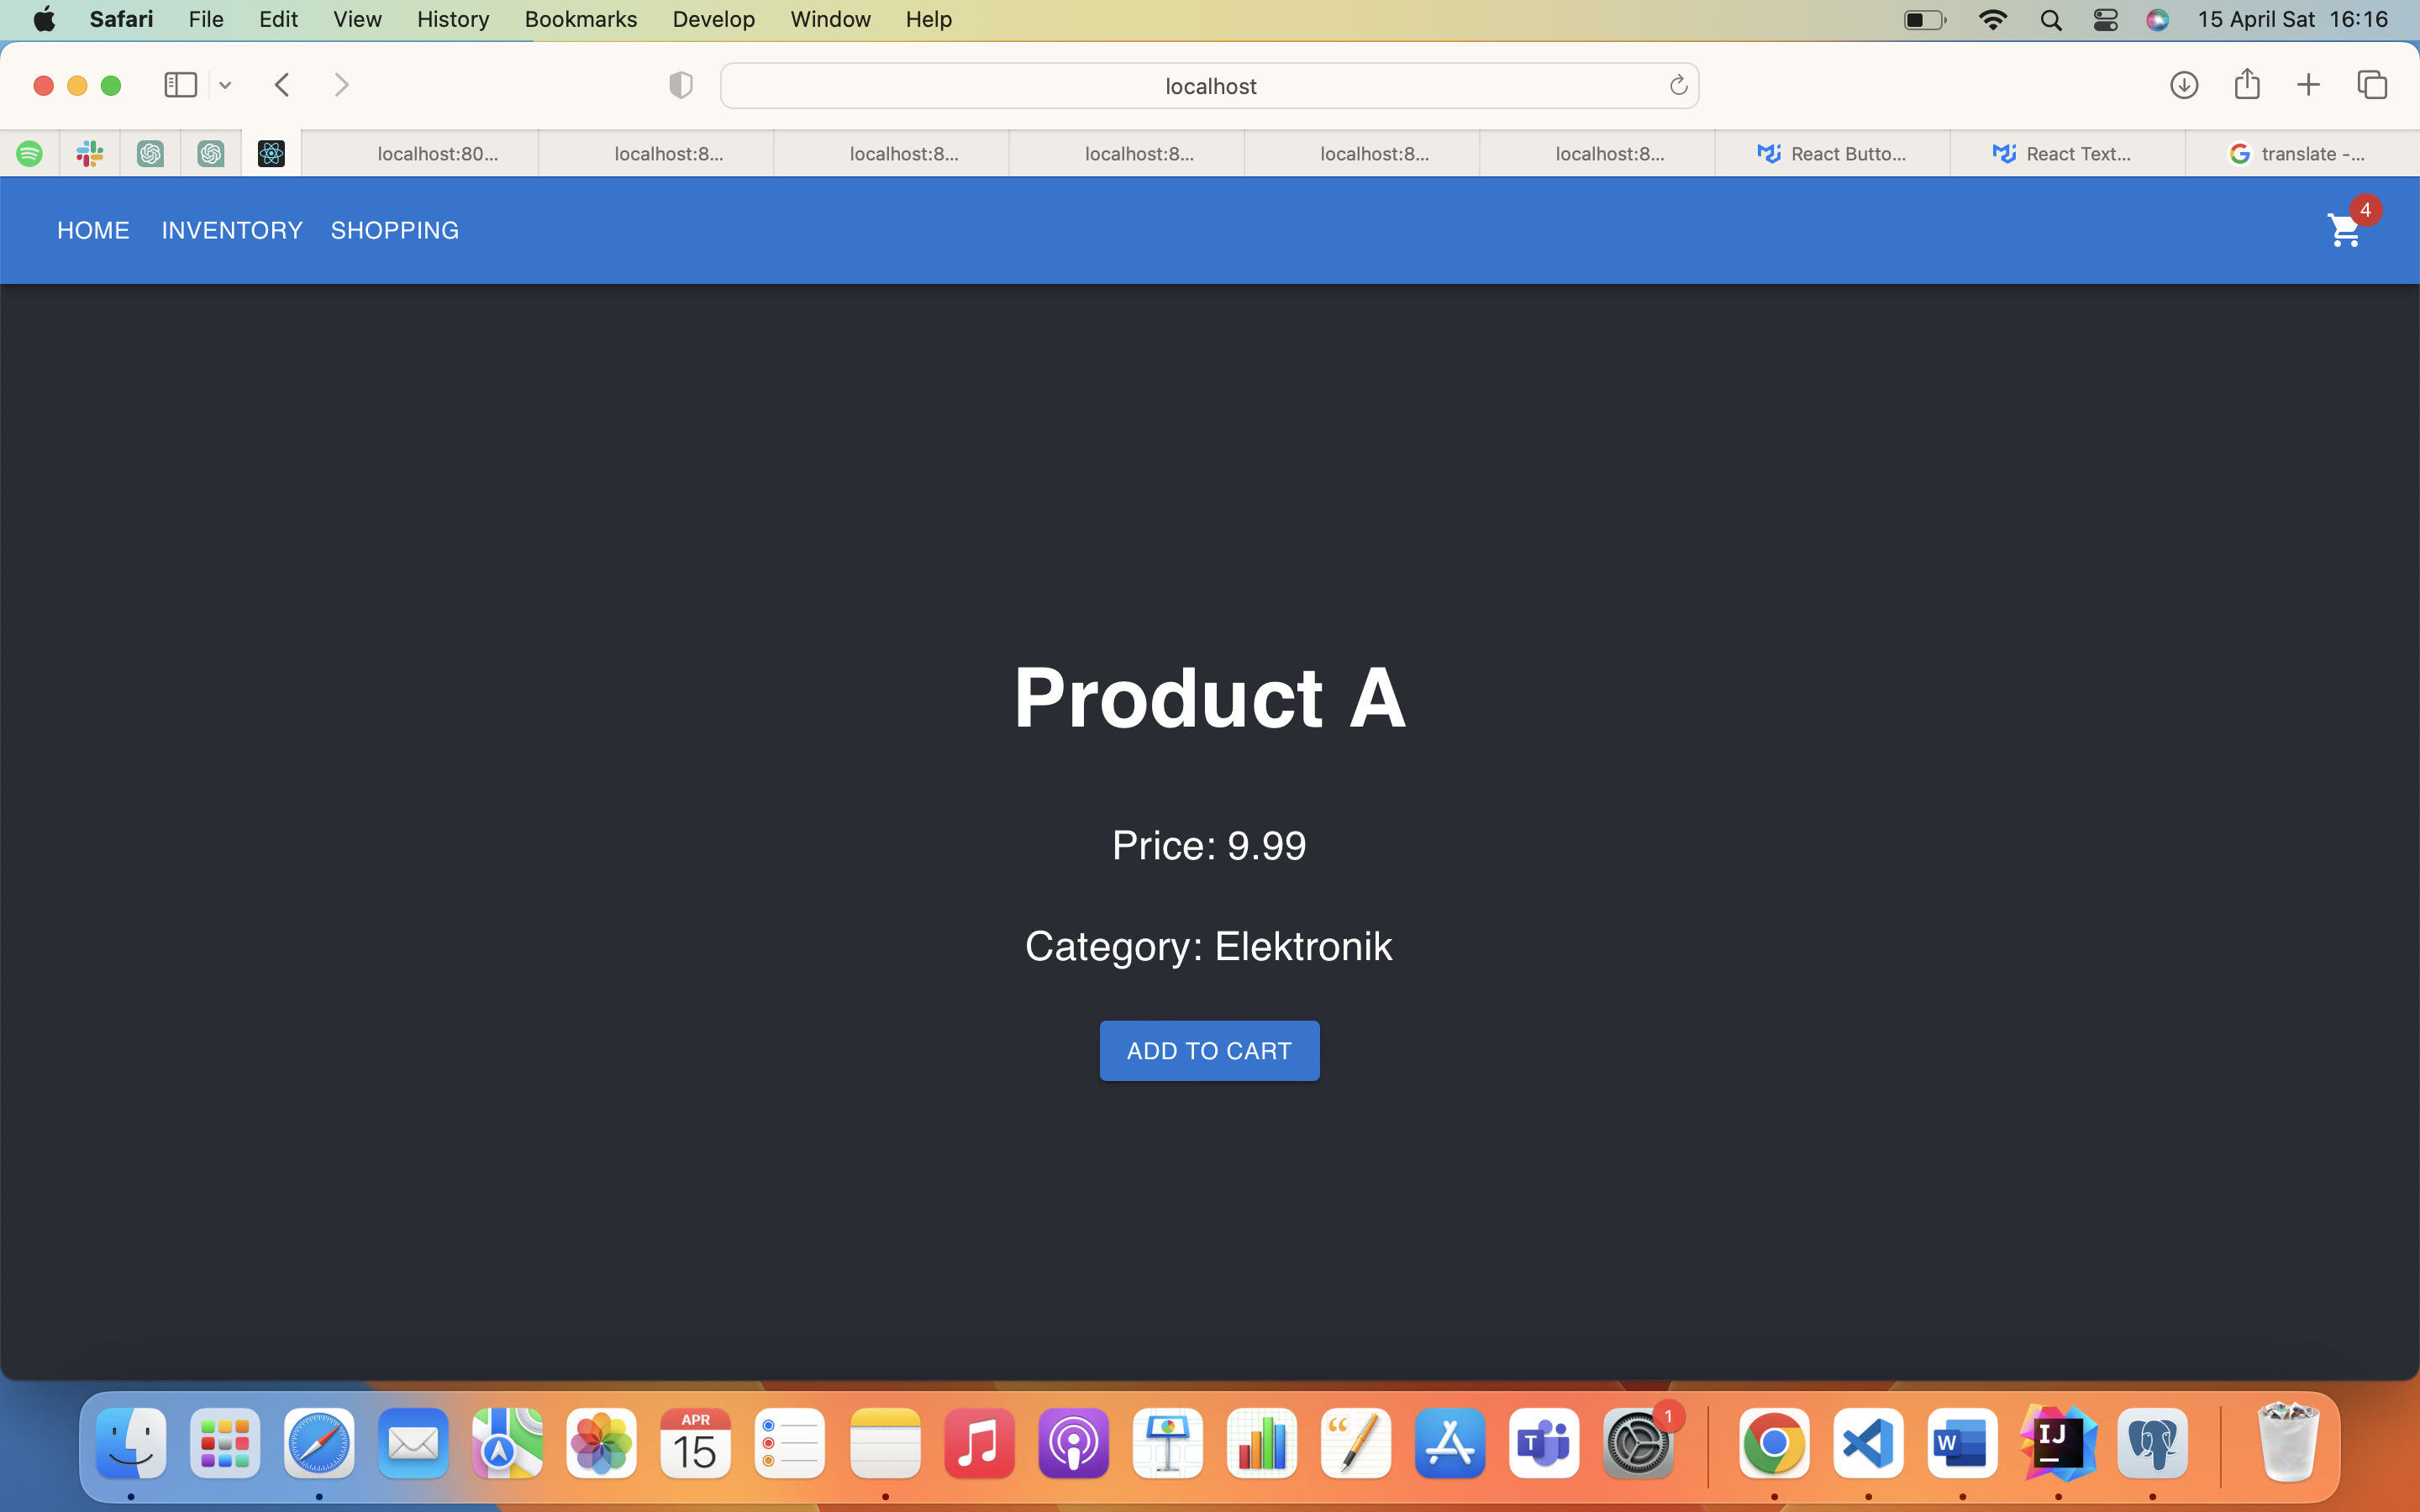 Safari File Edit View History Bookmarks Develop Window Help 15 April Sat 16:16
localhost
localhost:80... localhost:8... localhost:8... localhost:8... localhost:8... localhost:8... React Butto... React Text... translate -...
HOME INVENTORY SHOPPING 4
Product A
Price: 9.99
Category: Elektronik
ADD TO CART
APR
15
T
1
W
IJ